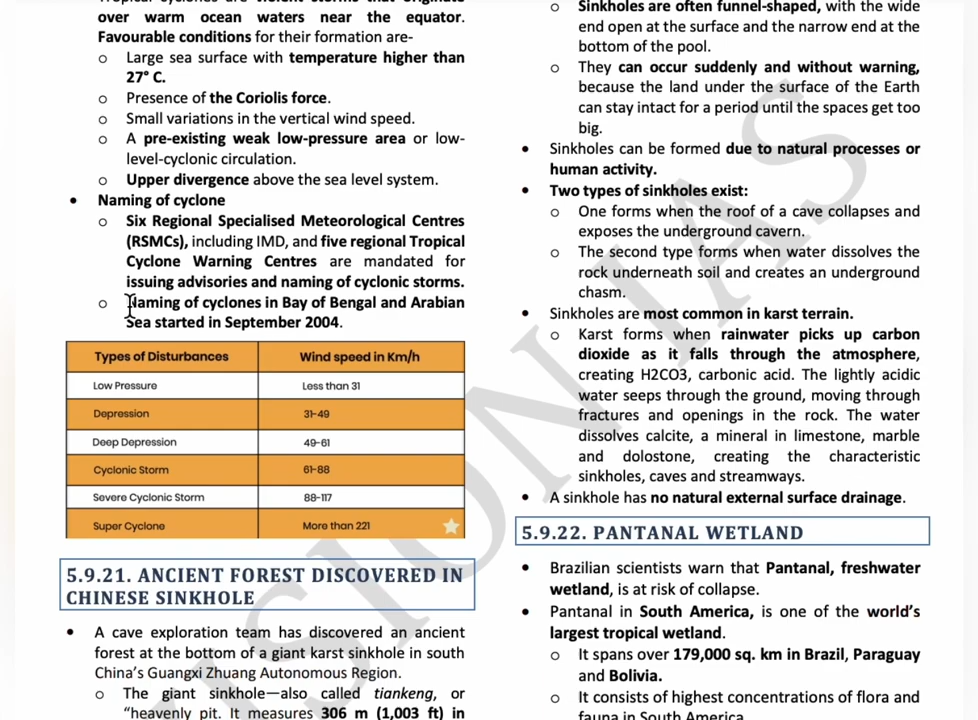 Tropical cyclones are violent storms that originate
over warm ocean waters near the equator.
Favourable conditions for their formation are-
o Large sea surface with temperature higher than
27° C.
o Presence of the Coriolis force.
o Small variations in the vertical wind speed.
o A pre-existing weak low-pressure area or low-
level-cyclonic circulation.
o Upper divergence above the sea level system.
• Naming of cyclone
o Six Regional Specialised Meteorological Centres
(RSMCs), including IMD, and five regional Tropical
Cyclone Warning Centres are mandated for
issuing advisories and naming of cyclonic storms.
o Naming of cyclones in Bay of Bengal and Arabian
Sea started in September 2004.
Types of Disturbances Wind speed in Km/h
Low Pressure Less than 31
Depression 31-49
Deep Depression 49-61
Cyclonic Storm 61-88
Severe Cyclonic Storm 88-117
Super Cyclone More than 221
5.9.21. ANCIENT FOREST DISCOVERED IN
CHINESE SINKHOLE
• A cave exploration team has discovered an ancient
forest at the bottom of a giant karst sinkhole in south
China's Guangxi Zhuang Autonomous Region.
o The giant sinkhole—also called tiankeng, or
"heavenly pit. It measures 306 m (1,003 ft) in
o Sinkholes are often funnel-shaped, with the wide
end open at the surface and the narrow end at the
bottom of the pool.
o They can occur suddenly and without warning,
because the land under the surface of the Earth
can stay intact for a period until the spaces get too
big.
• Sinkholes can be formed due to natural processes or
human activity.
• Two types of sinkholes exist:
o One forms when the roof of a cave collapses and
exposes the underground cavern.
o The second type forms when water dissolves the
rock underneath soil and creates an underground
chasm.
• Sinkholes are most common in karst terrain.
o Karst forms when rainwater picks up carbon
dioxide as it falls through the atmosphere,
creating H2CO3, carbonic acid. The lightly acidic
water seeps through the ground, moving through
fractures and openings in the rock. The water
dissolves calcite, a mineral in limestone, marble
and dolostone, creating the characteristic
sinkholes, caves and streamways.
• A sinkhole has no natural external surface drainage.
5.9.22. PANTANAL WETLAND
• Brazilian scientists warn that Pantanal, freshwater
wetland, is at risk of collapse.
• Pantanal in South America, is one of the world's
largest tropical wetland.
o It spans over 179,000 sq. km in Brazil, Paraguay
and Bolivia.
o It consists of highest concentrations of flora and
fauna in South America.
VISION IAS